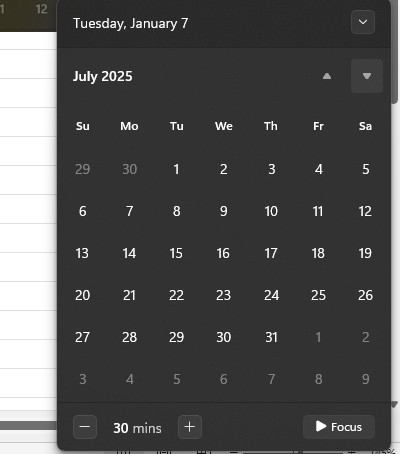 12
Tuesday, January 7
July 2025
Su Mo Tu We Th Fr Sa
29 30 1 2 3 4 5
6 7 8 9 10 11 12
13 14 15 16 17 18 19
20 21 22 23 24 25 26
27 28 29 30 31 1 2
3 4 5 6 7 8 9
30 mins Focus